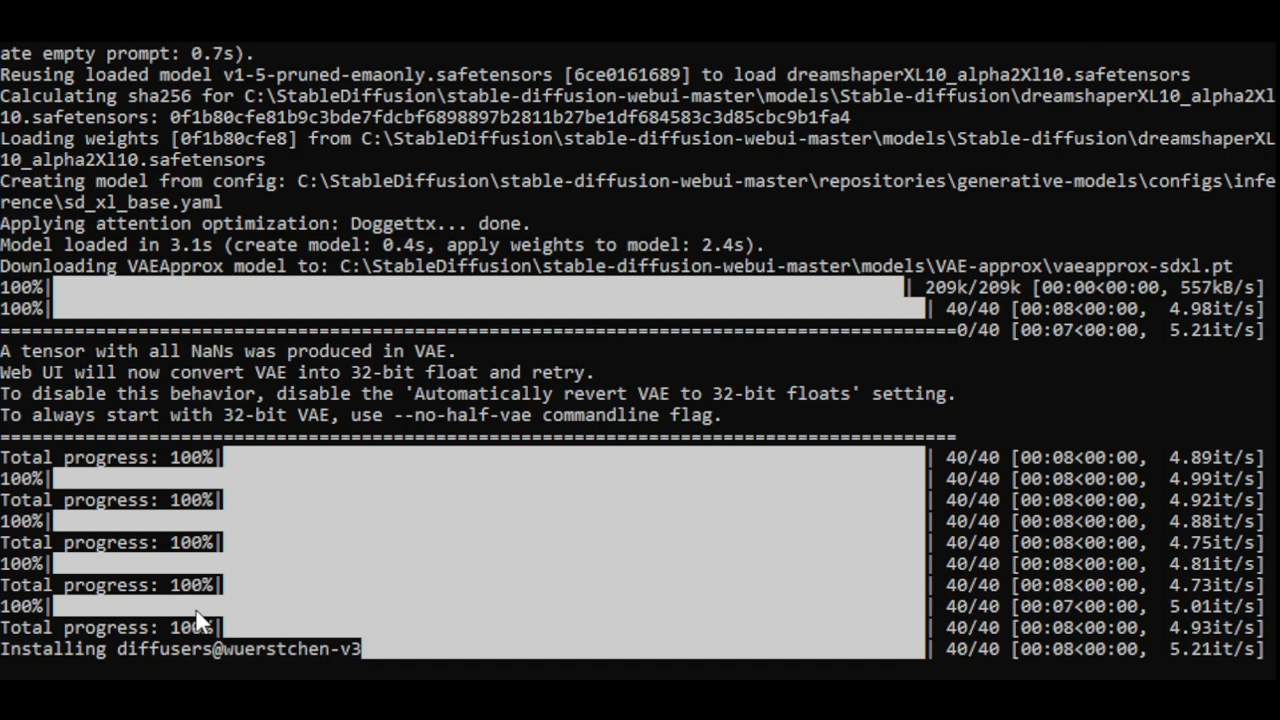 ate empty prompt: 0.7s).
Reusing loaded model v1-5-pruned-emaonly.safetensors [6ce0161689] to load dreamshaperXL10_alpha2Xl10.safetensors
Calculating sha256 for C:\StableDiffusion\stable-diffusion-webui-master\models\Stable-diffusion\dreamshaperXL10_alpha2Xl
10.safetensors: 0f1b80cfe81b9c3bde7fdcbf6898897b2811b27be1df684583c3d85cbc9b1fa4
Loading weights [0f1b80cfe8] from C:\StableDiffusion\stable-diffusion-webui-master\models\Stable-diffusion\dreamshaperXL
10_alpha2Xl10.safetensors
Creating model from config: C:\StableDiffusion\stable-diffusion-webui-master\repositories\generative-models\configs\infe
rence\sd_xl_base.yaml
Applying attention optimization: Doggettx... done.
Model loaded in 3.1s (create model: 0.4s, apply weights to model: 2.4s).
Downloading VAEApprox model to: C:\StableDiffusion\stable-diffusion-webui-master\models\VAE-approx\vaeapprox-sdxl.pt
100%| | 209k/209k [00:00<00:00, 557kB/s]
100%| | 40/40 [00:08<00:00, 4.98it/s]
==========================================================================================0/40 [00:07<00:00, 5.21it/s]
A tensor with all NaNs was produced in VAE.
Web UI will now convert VAE into 32-bit float and retry.
To disable this behavior, disable the 'Automatically revert VAE to 32-bit floats' setting.
To always start with 32-bit VAE, use --no-half-vae commandline flag.
==========================================================================================
Total progress: 100%| | 40/40 [00:08<00:00, 4.89it/s]
100%| | 40/40 [00:08<00:00, 4.99it/s]
Total progress: 100%| | 40/40 [00:08<00:00, 4.92it/s]
100%| | 40/40 [00:08<00:00, 4.88it/s]
Total progress: 100%| | 40/40 [00:08<00:00, 4.75it/s]
100%| | 40/40 [00:08<00:00, 4.81it/s]
Total progress: 100%| | 40/40 [00:08<00:00, 4.73it/s]
100%| | 40/40 [00:07<00:00, 5.01it/s]
Total progress: 100%| | 40/40 [00:08<00:00, 4.93it/s]
Installing diffusers@wuerstchen-v3 | 40/40 [00:08<00:00, 5.21it/s]